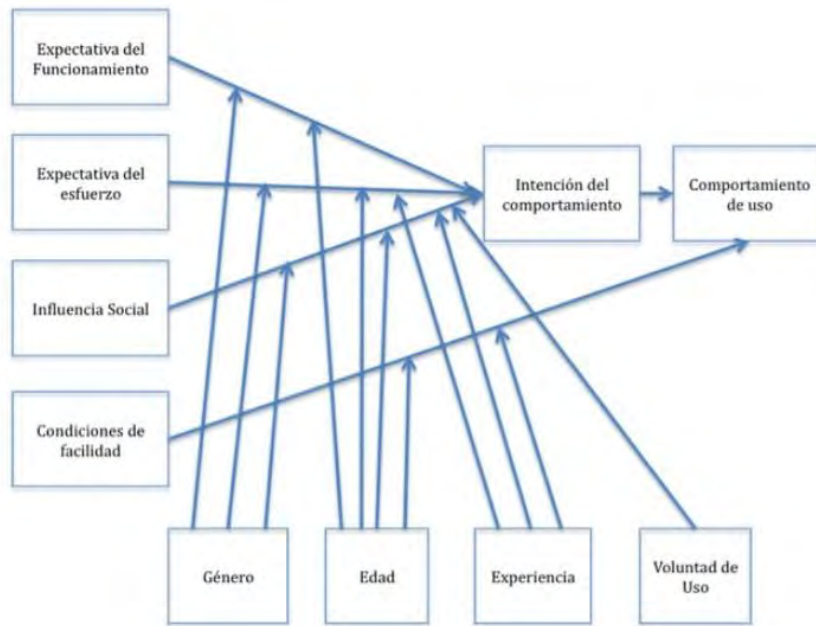 Expectativa del
Funcionamiento
Expectativa del
esfuerzo
Intención del
comportamiento
Comportamiento
de uso
Influencia Social
Condiciones de
facilidad
Género
Edad
Experiencia
Voluntad de
Uso